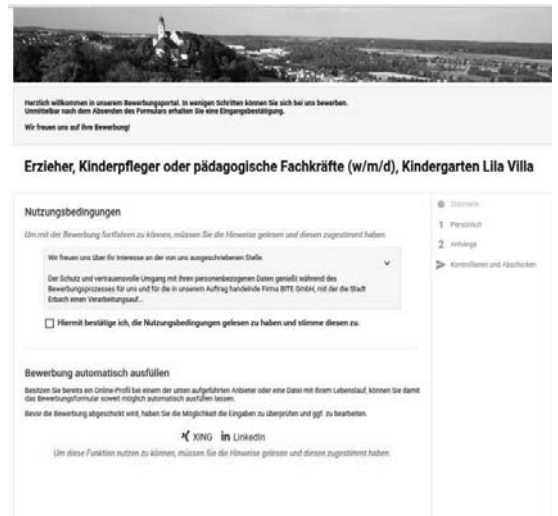 Herzlich willkommen in unserem Bewerbungsportal. In wenigen Schritten können Sie sich bei uns bewerben.
Unmittelbar nach dem Absenden des Formulars erhalten Sie eine Eingangsbestätigung.
Wir freuen uns auf Ihre Bewerbung!
Erzieher, Kinderpfleger oder pädagogische Fachkräfte (w/m/d), Kindergarten Lila Villa
Nutzungsbedingungen
Um mit der Bewerbung fortfahren zu können, müssen Sie die Hinweise gelesen und diesen zugestimmt haben.
Wir freuen uns über Ihr Interesse an der von uns ausgeschriebenen Stelle.
Der Schutz und vertrauensvolle Umgang mit Ihren personenbezogenen Daten genießt während des
Bewerbungsprozesses für uns und für die in unserem Auftrag handelnde Firma BITE GmbH, mit der die Stadt
Erbach einen Verarbeitungsauf...
Hiermit bestätige ich, die Nutzungsbedingungen gelesen zu haben und stimme diesen zu.
Bewerbung automatisch ausfüllen
Besitzen Sie bereits ein Online-Profil bei einem der unten aufgeführten Anbieter oder eine Datei mit Ihrem Lebenslauf, können Sie damit
das Bewerbungsformular soweit möglich automatisch ausfüllen lassen.
Bevor die Bewerbung abgeschickt wird, haben Sie die Möglichkeit die Eingaben zu überprüfen und ggf. zu bearbeiten.
XING in LinkedIn
Um diese Funktion nutzen zu können, müssen Sie die Hinweise gelesen und diesen zugestimmt haben.
Startseite
1 Persönlich
2 Anhänge
Kontrollieren und Abschicken